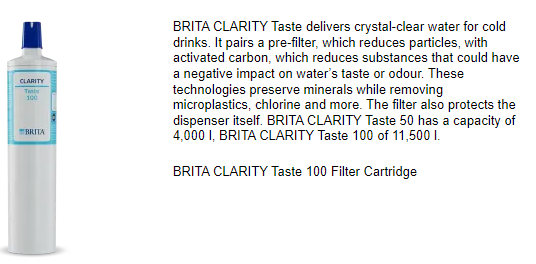 CLARITY
Taste
100
BRITA
BRITA CLARITY Taste delivers crystal-clear water for cold
drinks. It pairs a pre-filter, which reduces particles, with
activated carbon, which reduces substances that could have
a negative impact on water's taste or odour. These
technologies preserve minerals while removing
microplastics, chlorine and more. The filter also protects the
dispenser itself. BRITA CLARITY Taste 50 has a capacity of
4,000 l, BRITA CLARITY Taste 100 of 11,500 l.
BRITA CLARITY Taste 100 Filter Cartridge